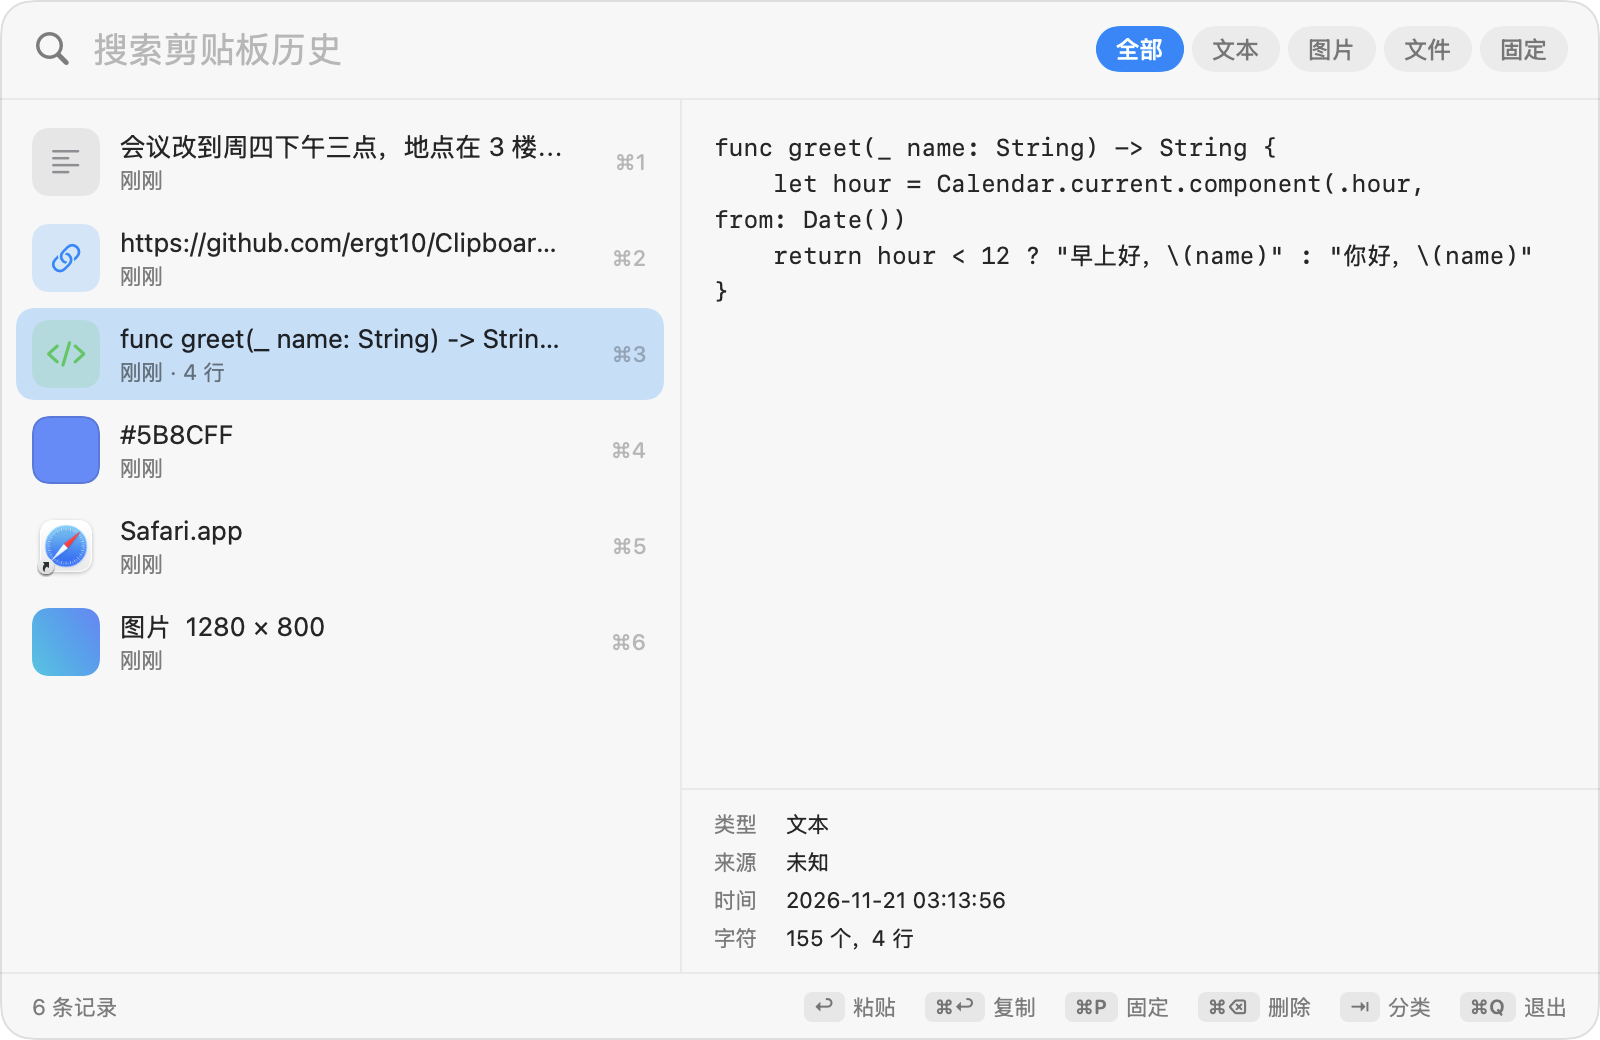 搜索剪贴板历史
全部 文本 图片 文件 固定
会议改到周四下午三点，地点在 3 楼…
刚刚
⌘1
https://github.com/ergt10/Clipboar…
刚刚
⌘2
func greet(_ name: String) -> Strin…
刚刚 · 4 行
⌘3
#5B8CFF
刚刚
⌘4
Safari.app
刚刚
⌘5
图片 1280 × 800
刚刚
⌘6
func greet(_ name: String) -> String {
    let hour = Calendar.current.component(.hour,
from: Date())
    return hour < 12 ? "早上好，\(name)" : "你好，\(name)"
}
类型 文本
来源 未知
时间 2026-11-21 03:13:56
字符 155 个，4 行
6 条记录
↩ 粘贴 ⌘↩ 复制 ⌘P 固定 ⌘⌫ 删除 ⇥ 分类 ⌘Q 退出